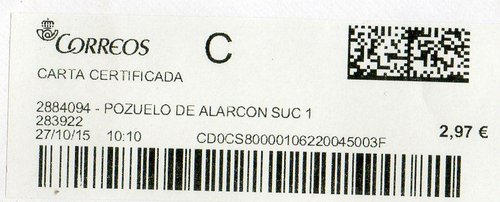 CORREOS
C
CARTA CERTIFICADA
2884094 - POZUELO DE ALARCON SUC 1
283922
2,97 €
27/10/15 10:10 CD0CS80000106220045003F